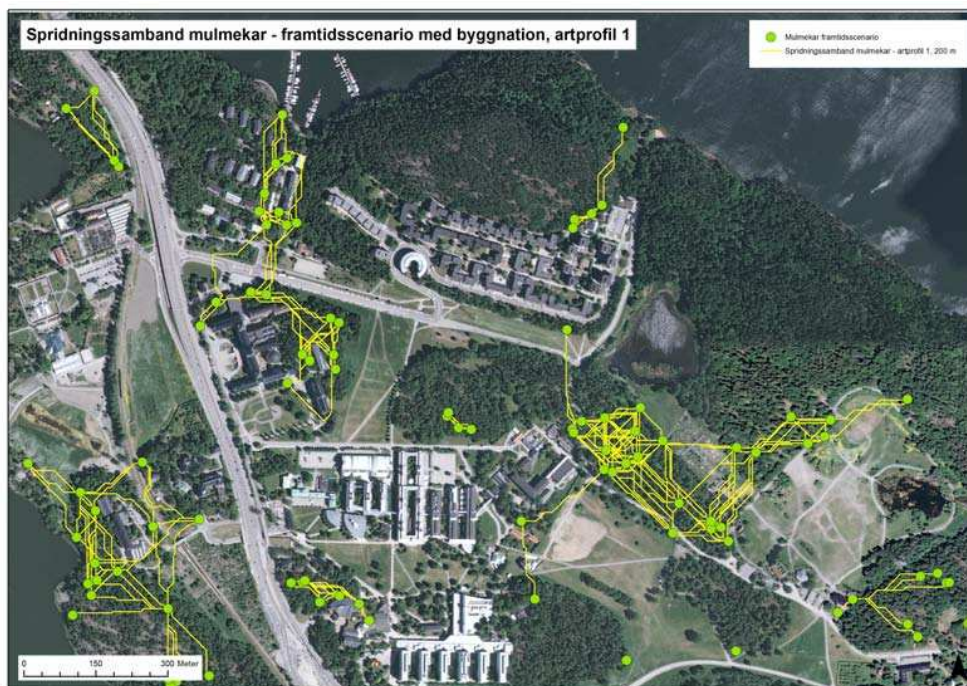 Spridningssamband mulmekar - framtidsscenario med byggnation, artprofil 1
Mulmekar framtidsscenario
Spridningssamband mulmekar - artprofil 1, 200 m
0 150 300 Meter